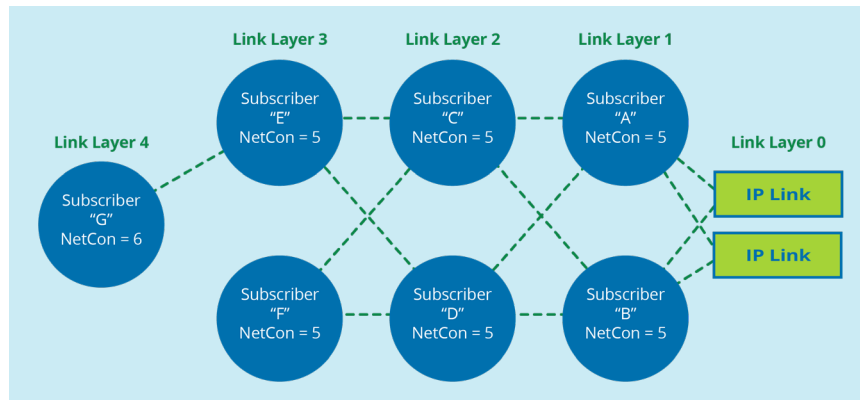 Link Layer 3
Link Layer 2
Link Layer 1
Subscriber
“E”
NetCon = 5
Subscriber
“C”
NetCon = 5
Subscriber
“A”
NetCon = 5
Link Layer 4
Link Layer 0
Subscriber
“G”
NetCon = 6
IP Link
IP Link
Subscriber
“F”
NetCon = 5
Subscriber
“D”
NetCon = 5
Subscriber
“B”
NetCon = 5